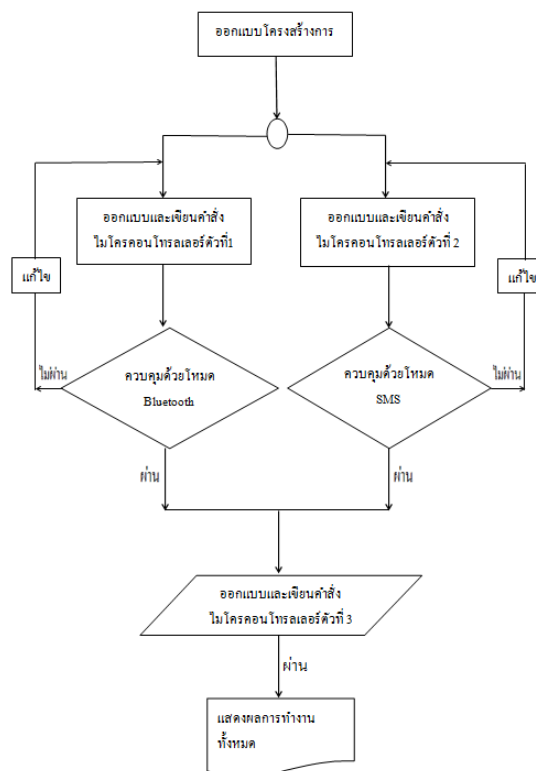 ออกแบบโครงสร้างการ
ออกแบบและเขียนคำสั่ง
ไมโครคอนโทรลเลอร์ตัวที่1
ออกแบบและเขียนคำสั่ง
ไมโครคอนโทรลเลอร์ตัวที่ 2
แก้ไข
แก้ไข
ไม่ผ่าน
ควบคุมด้วยโหมด
Bluetooth
ควบคุมด้วยโหมด
SMS
ไม่ผ่าน
ผ่าน
ผ่าน
ออกแบบและเขียนคำสั่ง
ไมโครคอนโทรลเลอร์ตัวที่ 3
ผ่าน
แสดงผลการทำงาน
ทั้งหมด